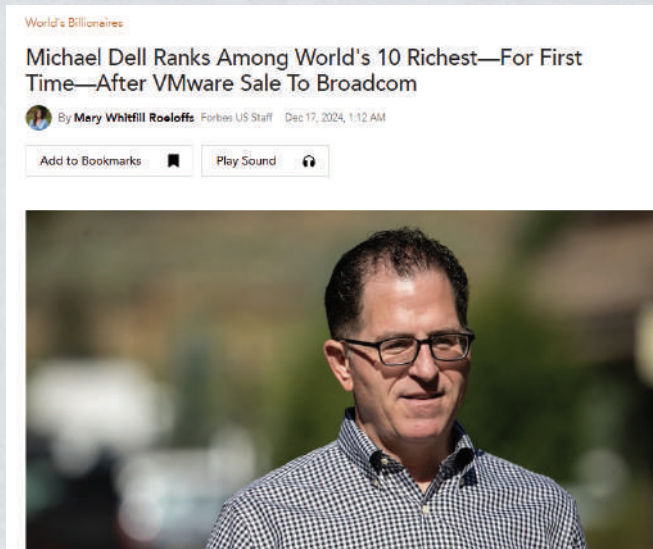 World's Billionaires
Michael Dell Ranks Among World's 10 Richest—For First
Time—After VMware Sale To Broadcom
By Mary Whitfill Roeloffs Forbes US Staff Dec 17, 2024, 1:12 AM
Add to Bookmarks Play Sound